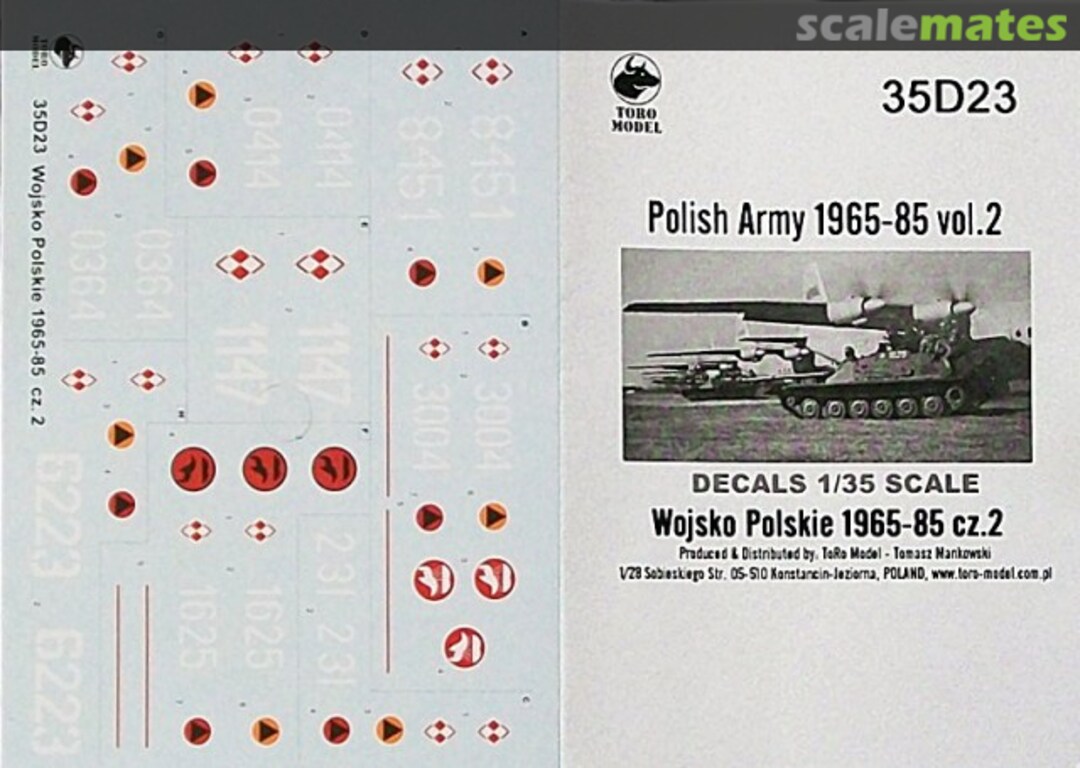 scalemates
TORO
MODEL
35D23 Wojsko Polskie 1965-85 cz. 2
0414
0414
8451
8451
0364
0364
1147
1147
3004
3004
6223
6223
1625
1625
231
231
TORO
MODEL
35D23
Polish Army 1965-85 vol.2
DECALS 1/35 SCALE
Wojsko Polskie 1965-85 cz.2
Produced & Distributed by. ToRo Model - Tomasz Mankowski
1/28 Sobieskiego Str. 05-510 Konstancin-Jeziorna, POLAND, www.toro-model.com.pl